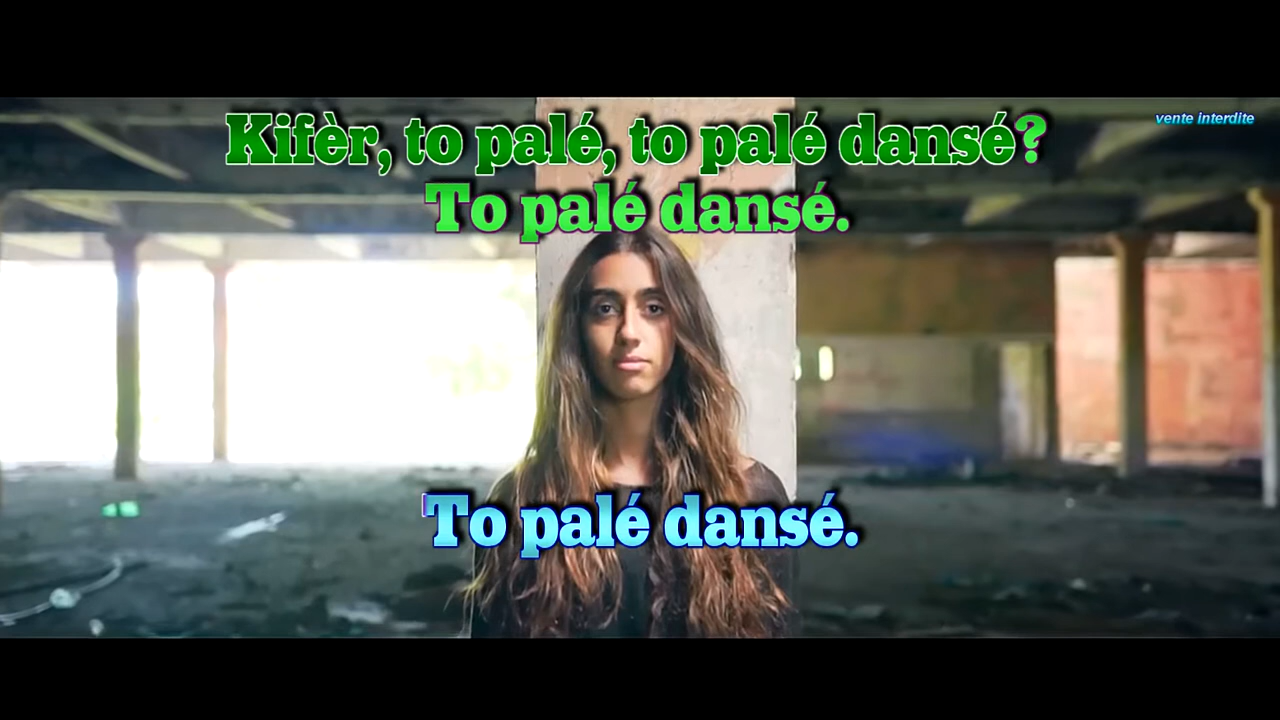 vente interdite
Kifèr, to palé, to palé dansé?
To palé dansé.
To palé dansé.